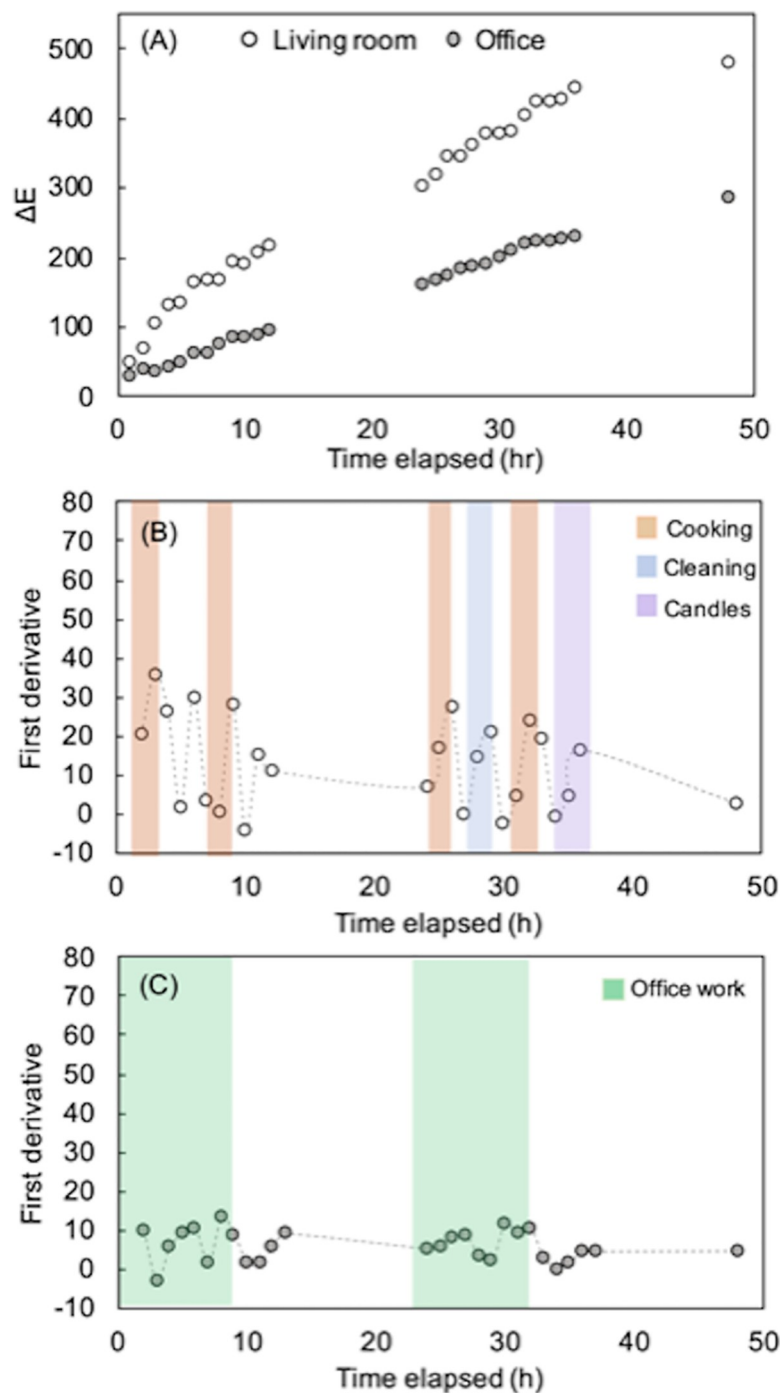 (A) Living room Office
500
400
300
200
100
0
ΔE
0 10 20 30 40 50
Time elapsed (hr)
80
70
60
50
40
30
20
10
0
-10
First derivative
(B)
Cooking
Cleaning
Candles
0 10 20 30 40 50
Time elapsed (h)
80
70
60
50
40
30
20
10
0
-10
First derivative
(C)
Office work
0 10 20 30 40 50
Time elapsed (h)